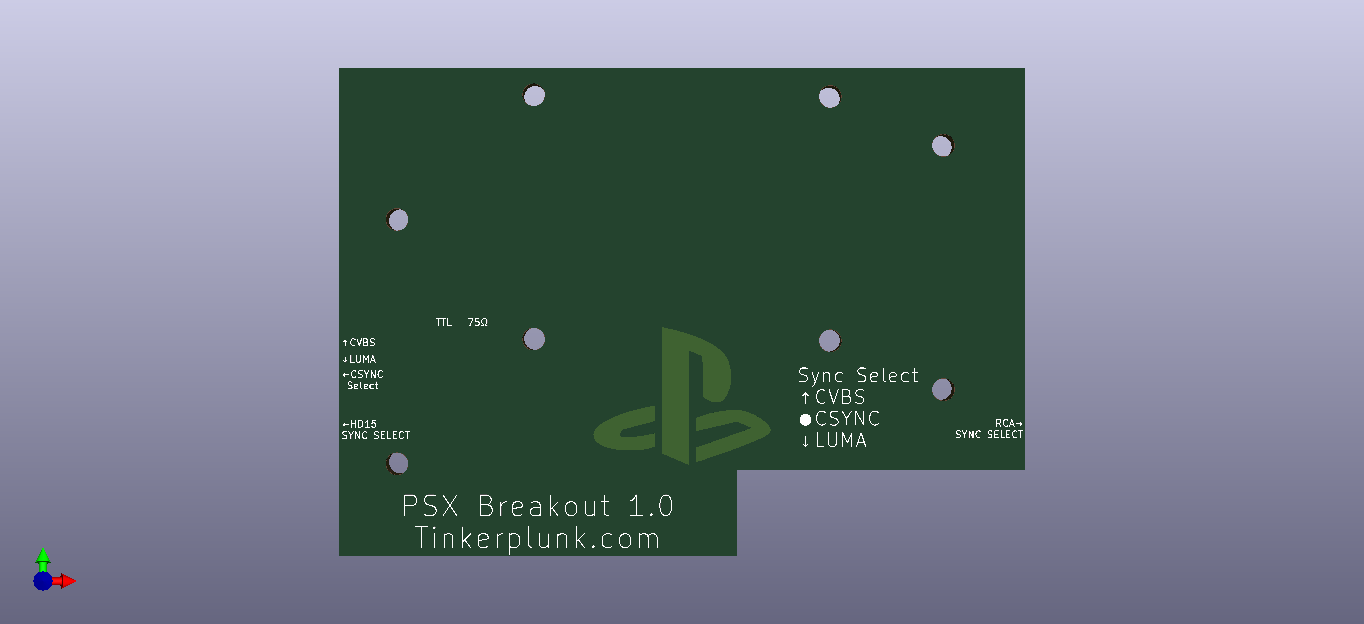 TTL 75Ω
↑CVBS
↓LUMA
←CSYNC
Select
←HD15
SYNC SELECT
Sync Select
↑CVBS
●CSYNC
↓LUMA
RCA→
SYNC SELECT
PSX Breakout 1.0
Tinkerplunk.com